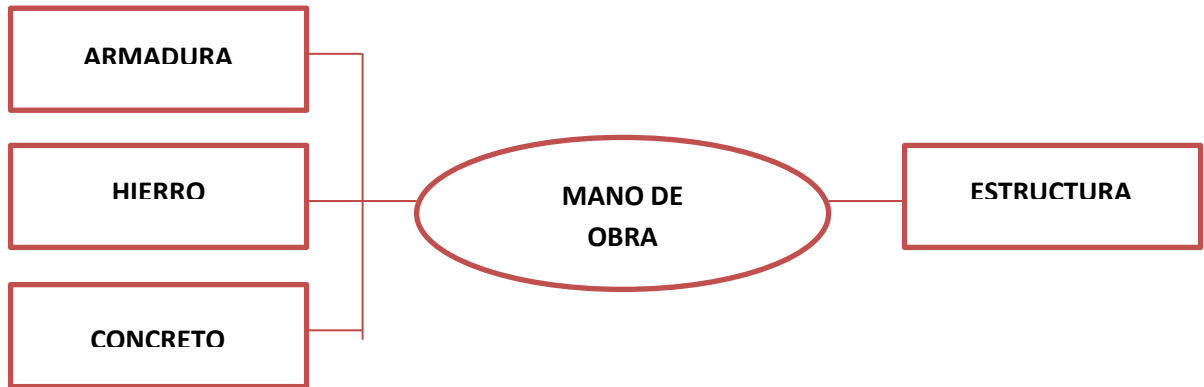 ARMADURA
HIERRO
CONCRETO
MANO DE
OBRA
ESTRUCTURA